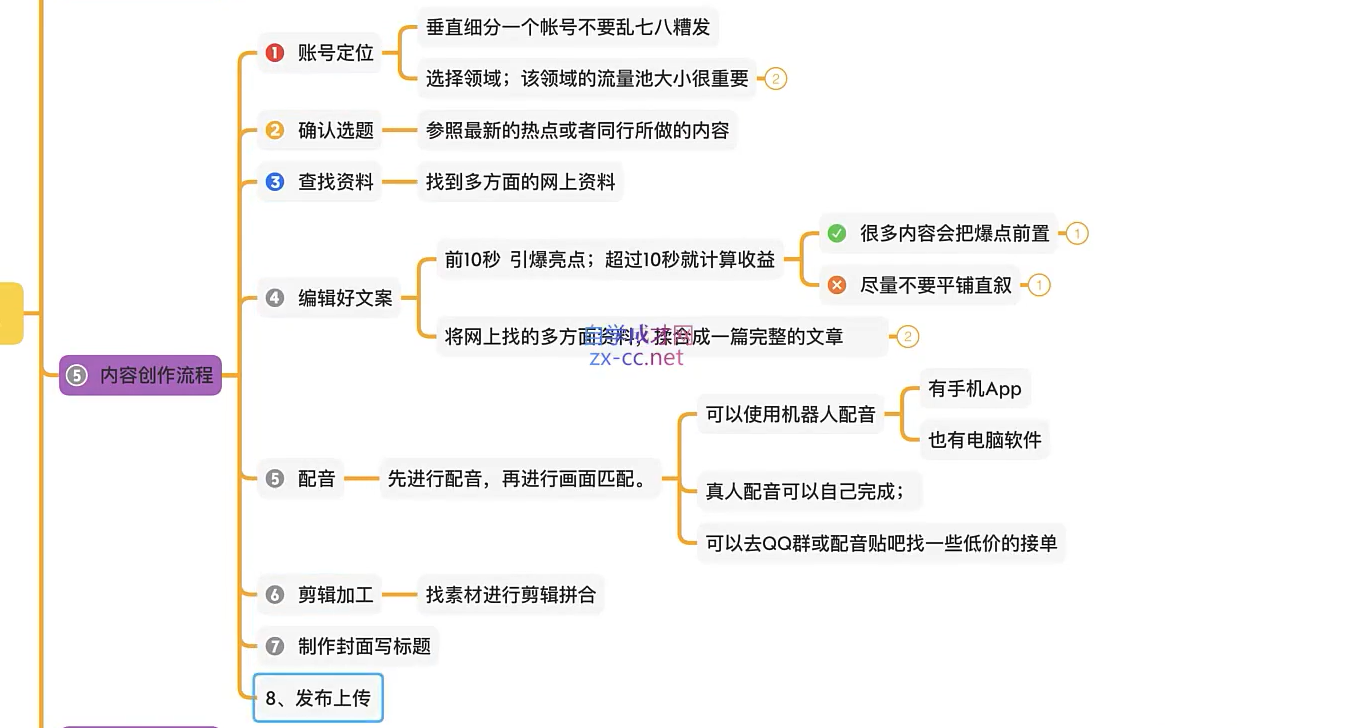 垂直细分一个帐号不要乱七八糟发
1 账号定位
选择领域；该领域的流量池大小很重要 2
2 确认选题
参照最新的热点或者同行所做的内容
3 查找资料
找到多方面的网上资料
很多内容会把爆点前置 1
前10秒 引爆亮点；超过10秒就计算收益
尽量不要平铺直叙 1
4 编辑好文案
将网上找的多方面资料，揉合成一篇完整的文章 2
自学成才网
zx-cc.net
5 内容创作流程
有手机App
可以使用机器人配音
也有电脑软件
5 配音
先进行配音，再进行画面匹配。
真人配音可以自己完成；
可以去QQ群或配音贴吧找一些低价的接单
6 剪辑加工
找素材进行剪辑拼合
7 制作封面写标题
8、发布上传